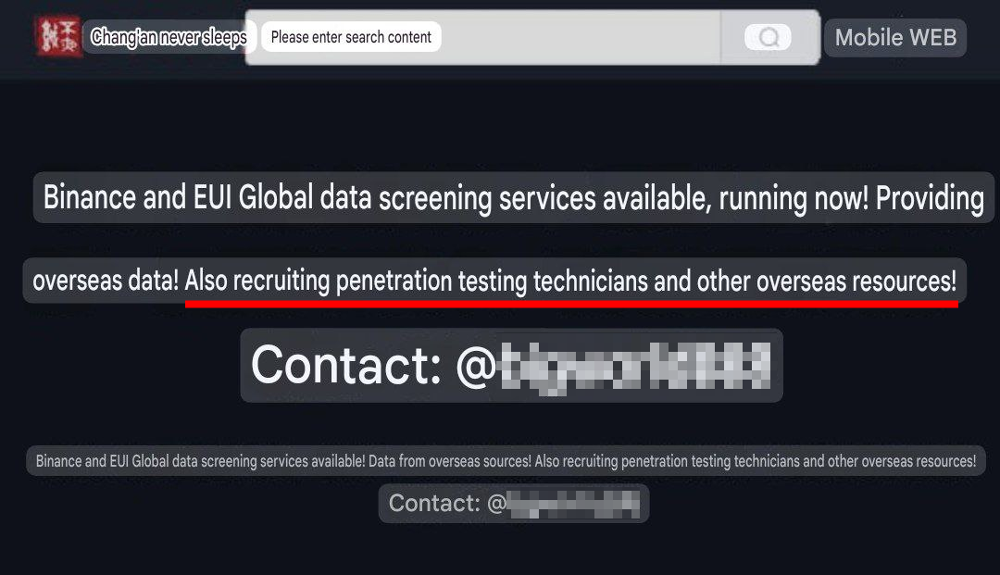 Chang'an never sleeps Please enter search content Mobile WEB
Binance and EUI Global data screening services available, running now! Providing
overseas data! Also recruiting penetration testing technicians and other overseas resources!
Contact: @
Binance and EUI Global data screening services available! Data from overseas sources! Also recruiting penetration testing technicians and other overseas resources!
Contact: @